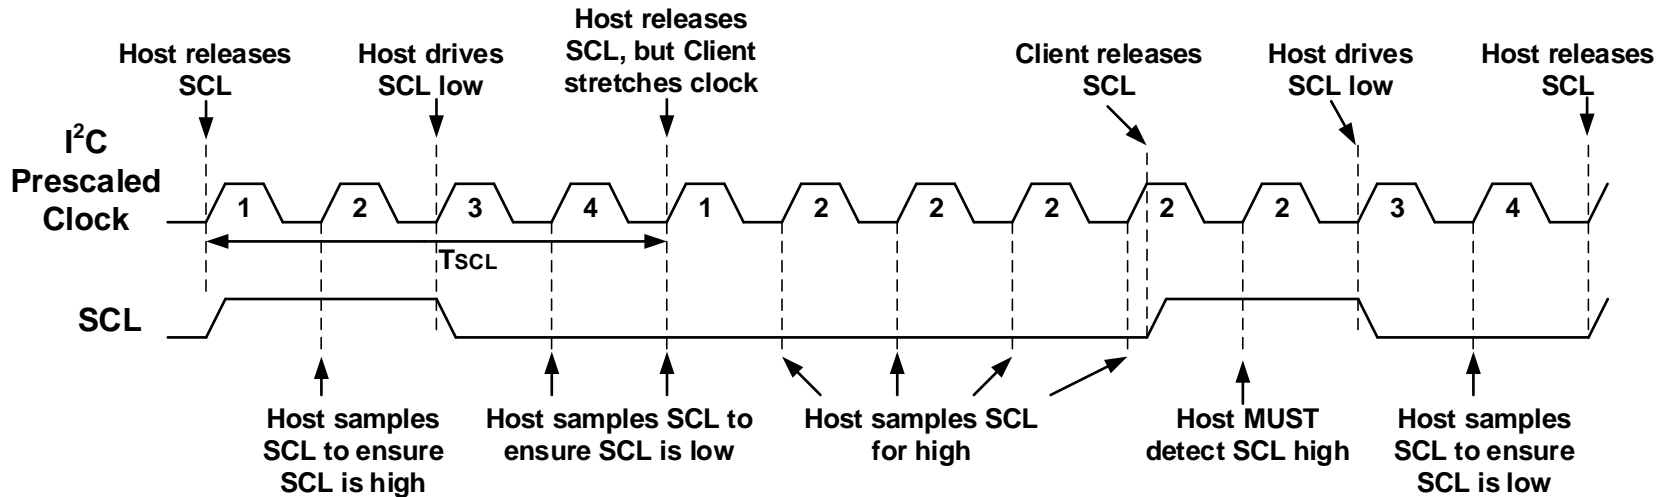 Host releases
SCL
Host drives
SCL low
Host releases
SCL, but Client
stretches clock
Client releases
SCL
Host drives
SCL low
Host releases
SCL
I²C
Prescaled
Clock
1 2 3 4 1 2 2 2 2 2 3 4
TSCL
SCL
Host samples
SCL to ensure
SCL is high
Host samples SCL to
ensure SCL is low
Host samples SCL
for high
Host MUST
detect SCL high
Host samples
SCL to ensure
SCL is low